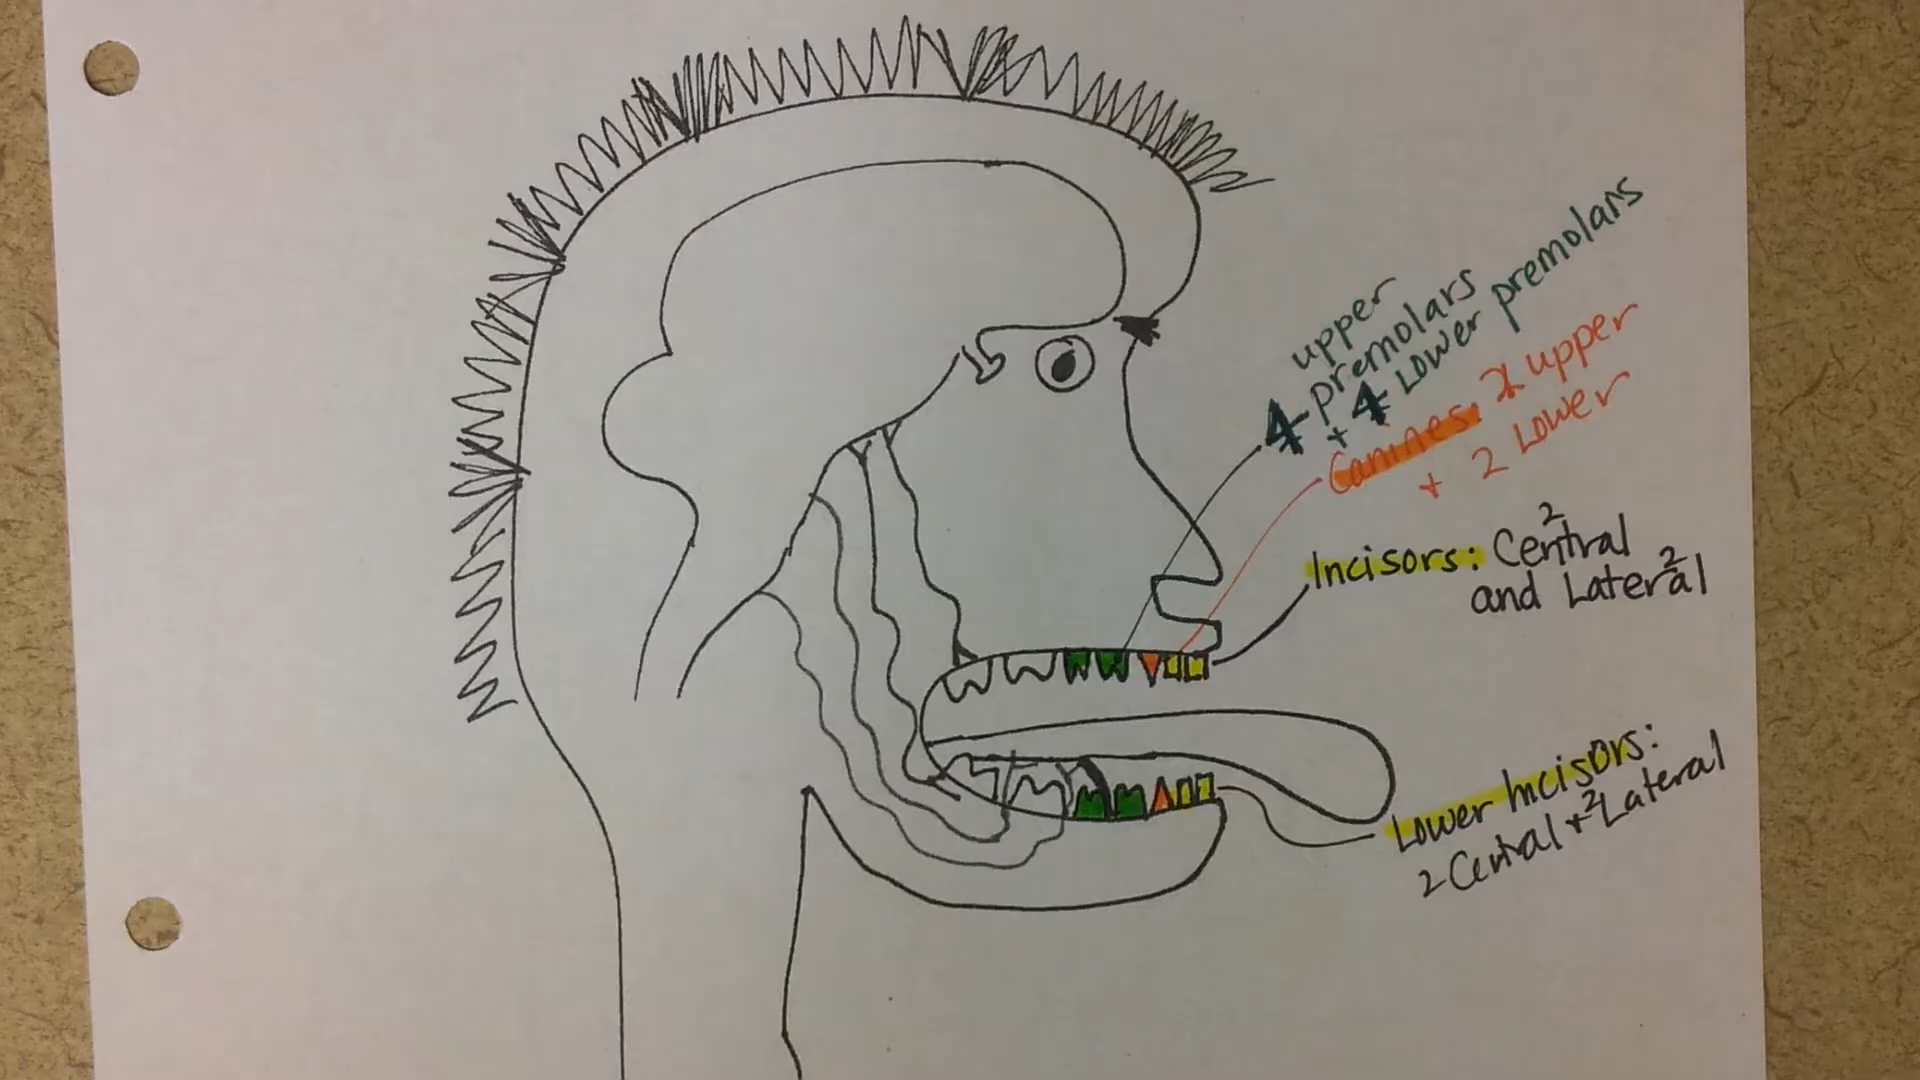 upper
4 premolars
+ 4 Lower premolars
Canines: 2 upper
+ 2 Lower
2
Incisors: Central
2
and Lateral
Lower Incisors:
2 Central + 2 Lateral